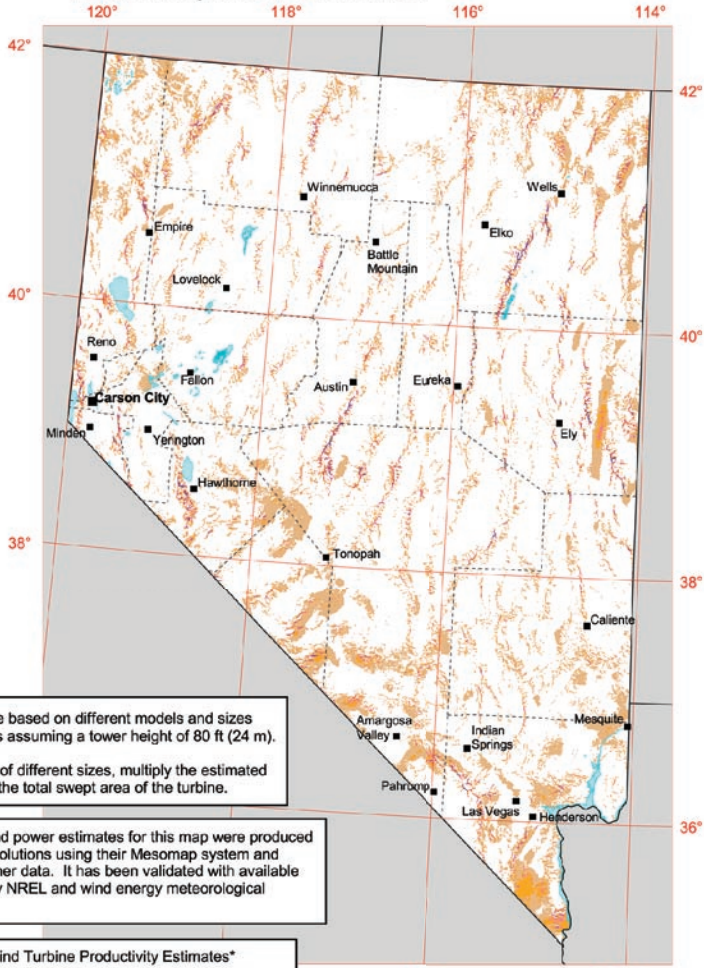 120°
118°
116°
114°
42°
42°
Winnemucca
Wells
Empire
Elko
Battle
Mountain
Lovelock
40°
40°
Reno
Fallon
Austin
Eureka
Carson City
Minden
Yerington
Ely
Hawthorne
38°
Tonopah
38°
Caliente
e based on different models and sizes
s assuming a tower height of 80 ft (24 m).
of different sizes, multiply the estimated
the total swept area of the turbine.
Amargosa
Valley
Indian
Springs
Mesquite
Pahrump
Las Vegas
Henderson
36°
nd power estimates for this map were produced
olutions using their Mesomap system and
her data. It has been validated with available
y NREL and wind energy meteorological
ind Turbine Productivity Estimates*